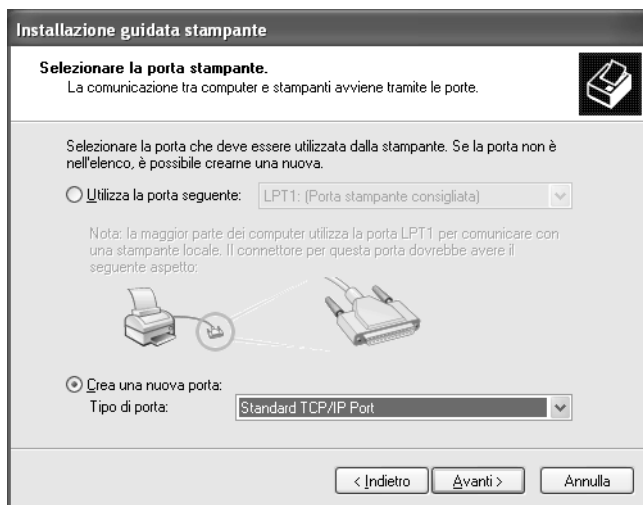 Installazione guidata stampante
Selezionare la porta stampante.
La comunicazione tra computer e stampanti avviene tramite le porte.
Selezionare la porta che deve essere utilizzata dalla stampante. Se la porta non è
nell'elenco, è possibile crearne una nuova.
Utilizza la porta seguente: LPT1: (Porta stampante consigliata)
Nota: la maggior parte dei computer utilizza la porta LPT1 per comunicare con
una stampante locale. Il connettore per questa porta dovrebbe avere il
seguente aspetto:
Crea una nuova porta:
Tipo di porta: Standard TCP/IP Port
< Indietro Avanti > Annulla